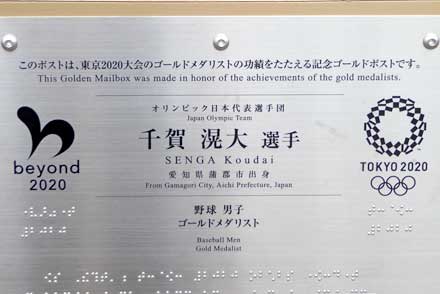 このポストは、東京2020大会のゴールドメダリストの功績をたたえる記念ゴールドポストです。
This Golden Mailbox was made in honor of the achievements of the gold medalists.
オリンピック日本代表選手団
Japan Olympic Team
千賀 滉大 選手
SENGA Koudai
愛知県蒲郡市出身
From Gamagori City, Aichi Prefecture, Japan
beyond
2020
TOKYO 2020
野球 男子
ゴールドメダリスト
Baseball Men
Gold Medalist